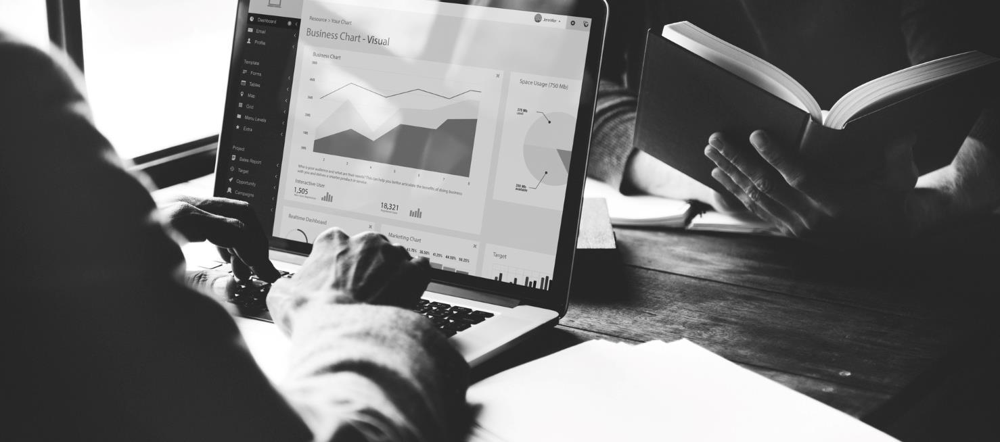 Jennifer
Dashboard
Email
Profile
Template
Forms
Tables
Map
Grid
Menu Levels
Extra
Project
Sales Report
Target
Opportunity
Campaigns
Resource > Your Chart
Business Chart - Visual
Business Chart
2
3
4
5
6
7
8
Who is your audience and what are their needs? This can help you better articulate the benefits of doing business
with you and deliver a smarter product or service.
Interactive User
1,505
18,321
Space Usage (750 Mb)
375 Mb
used
350 Mb
available
Realtime Dashboard
Marketing Chart
43.75% 36.50% 41.25% 44.50% 50.25%
Target